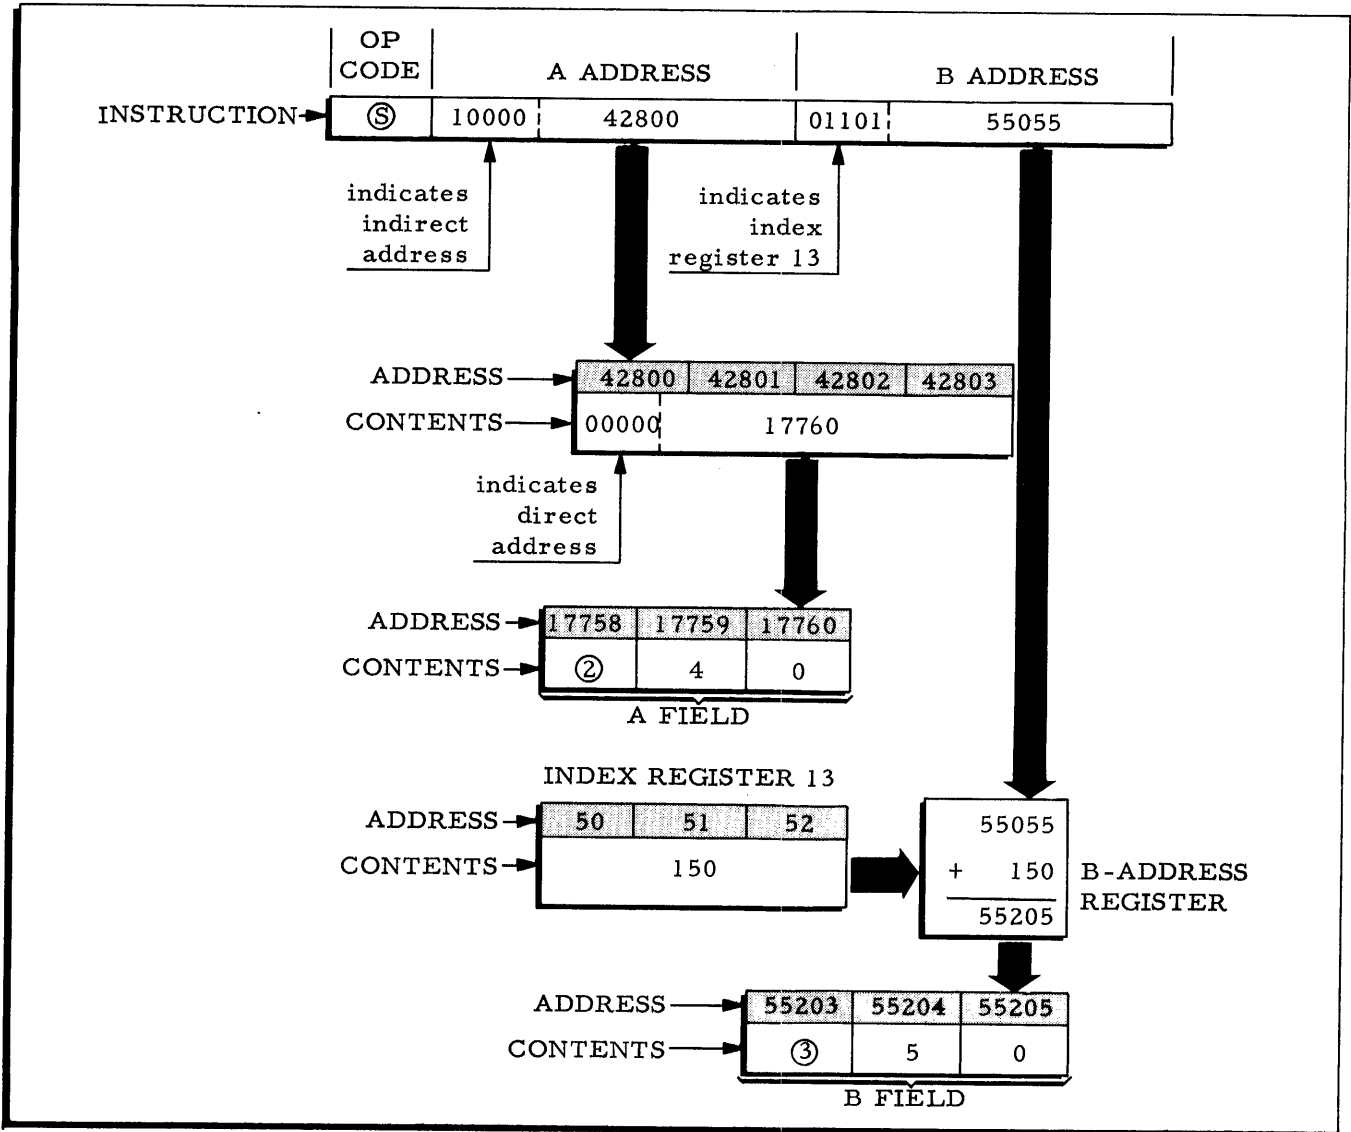 OP
CODE
A ADDRESS
B ADDRESS
INSTRUCTION
Ⓢ 10000 42800 01101 55055
indicates
indirect
address
indicates
index
register 13
ADDRESS 42800 42801 42802 42803
CONTENTS 00000 17760
indicates
direct
address
ADDRESS 17758 17759 17760
CONTENTS ② 4 0
A FIELD
INDEX REGISTER 13
ADDRESS 50 51 52
CONTENTS 150
55055
+ 150
55205
B-ADDRESS
REGISTER
ADDRESS 55203 55204 55205
CONTENTS ③ 5 0
B FIELD